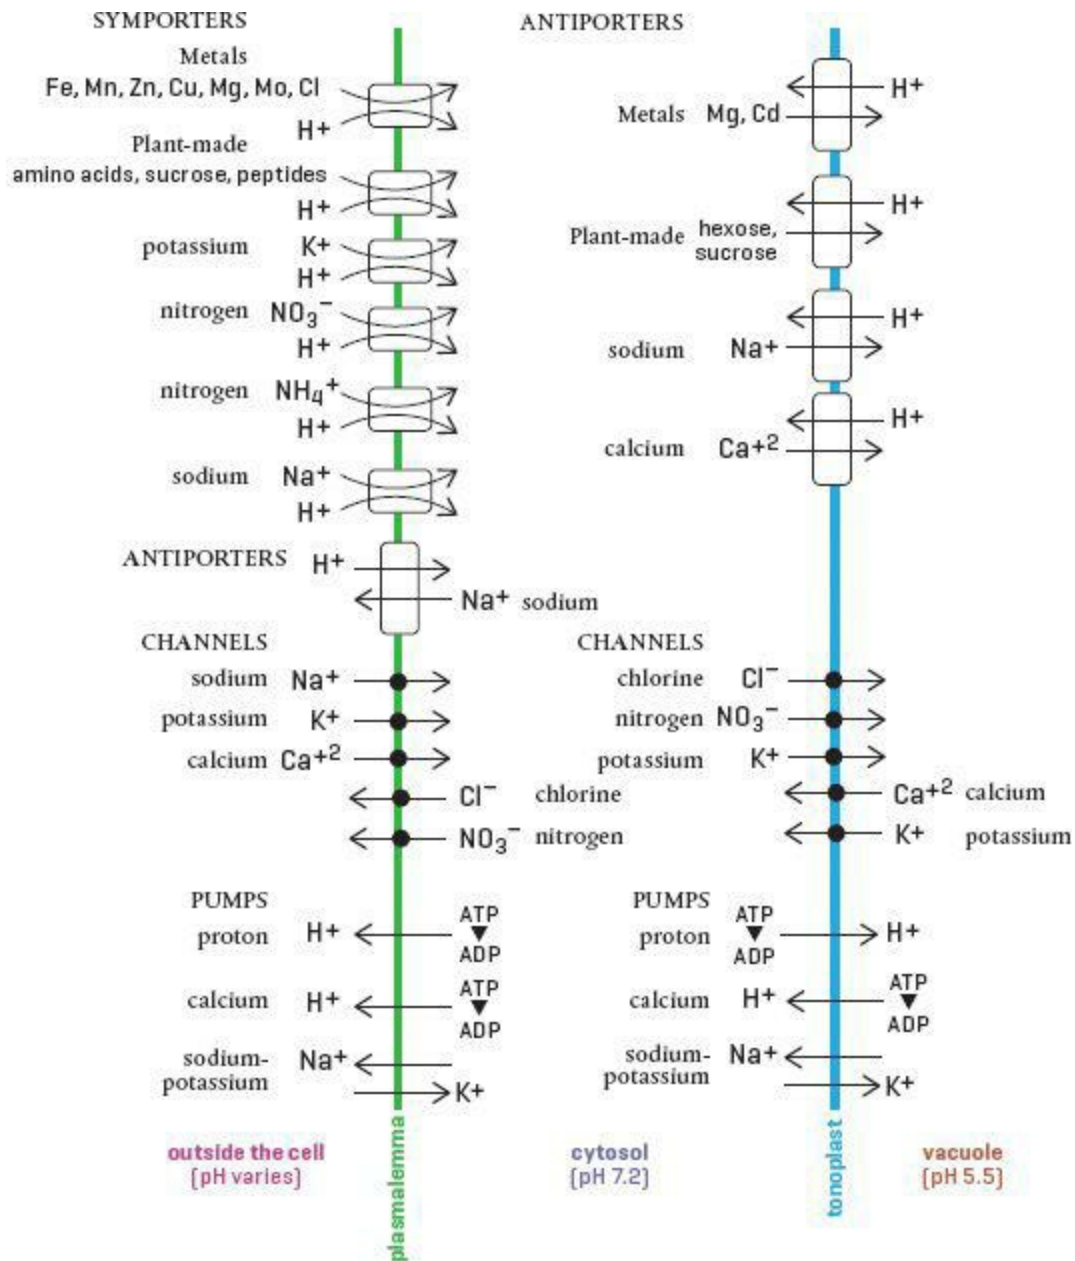 SYMPORTERS
Metals
Fe, Mn, Zn, Cu, Mg, Mo, Cl
H+
Plant-made
amino acids, sucrose, peptides
H+
potassium K+
H+
nitrogen NO₃⁻
H+
nitrogen NH₄⁺
H+
sodium Na+
H+
ANTIPORTERS H+
Na+ sodium
CHANNELS
sodium Na+
potassium K+
calcium Ca+²
Cl⁻ chlorine
NO₃⁻ nitrogen
PUMPS
proton H+ ATP
ADP
calcium H+ ATP
ADP
sodium-
potassium Na+
K+
outside the cell
(pH varies)
plasmalemma
cytosol
(pH 7.2)
ANTIPORTERS
H+
Metals Mg, Cd
H+
Plant-made hexose,
sucrose
H+
sodium Na+
H+
calcium Ca+²
CHANNELS
chlorine Cl⁻
nitrogen NO₃⁻
potassium K+
Ca+² calcium
K+ potassium
PUMPS
proton ATP
ADP
H+
calcium H+ ATP
ADP
sodium-
potassium Na+
K+
tonoplast
vacuole
(pH 5.5)